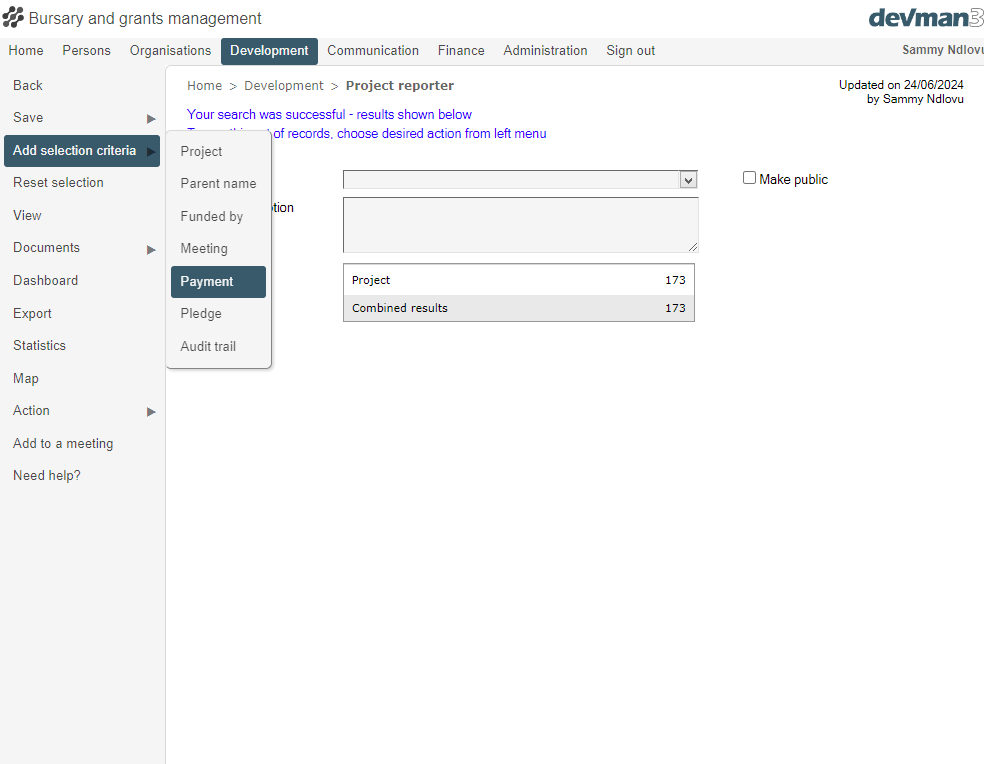 Bursary and grants management
devman3
Home Persons Organisations Development Communication Finance Administration Sign out Sammy Ndlovu
Back
Save
Add selection criteria
Reset selection
View
Documents
Dashboard
Export
Statistics
Map
Action
Add to a meeting
Need help?
Project
Parent name
Funded by
Meeting
Payment
Pledge
Audit trail
Home > Development > Project reporter
Updated on 24/06/2024
by Sammy Ndlovu
Your search was successful - results shown below
of records, choose desired action from left menu
Make public
Project 173
Combined results 173